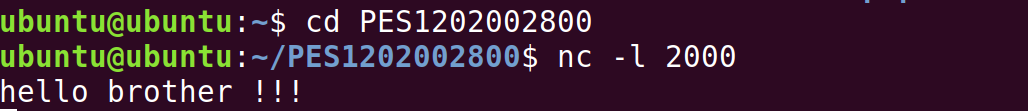 ubuntu@ubuntu:~$ cd PES1202002800
ubuntu@ubuntu:~/PES1202002800$ nc -l 2000
hello brother !!!